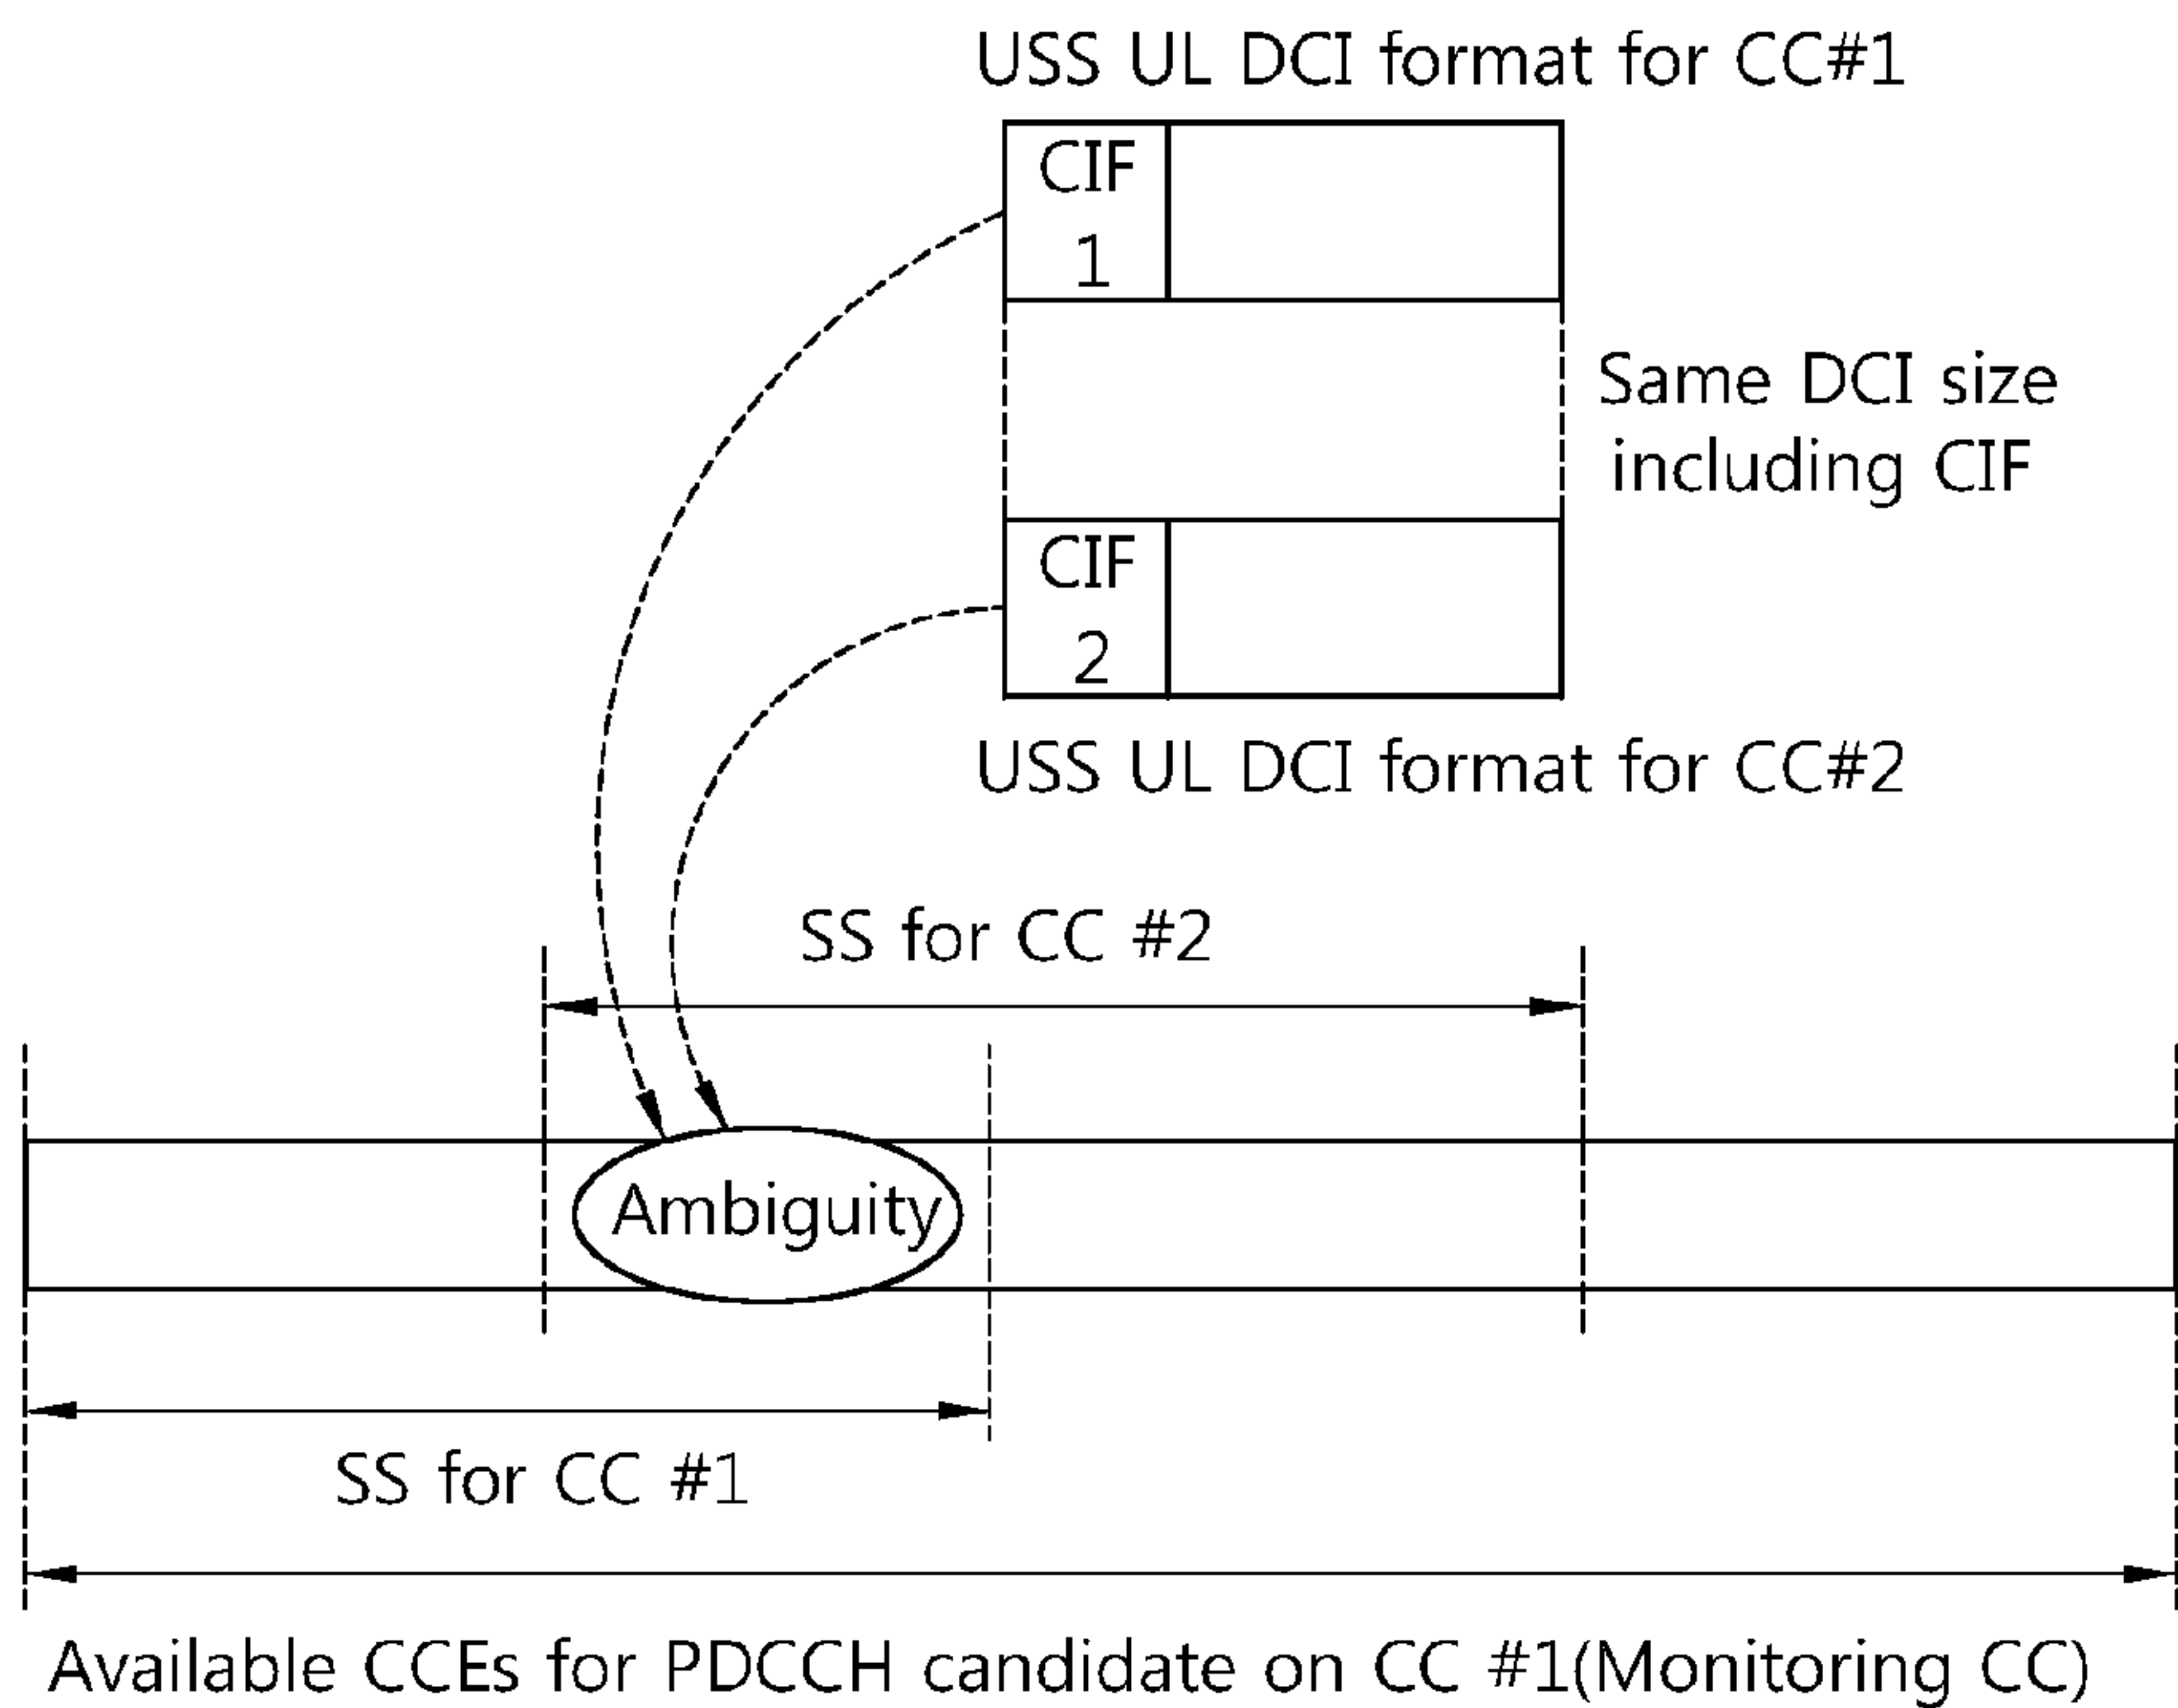 USS UL DCI format for CC#1
CIF
1
Same DCI size
including CIF
CIF
2
USS UL DCI format for CC#2
SS for CC #2
Ambiguity
SS for CC #1
Available CCEs for PDCCH candidate on CC #1(Monitoring CC)